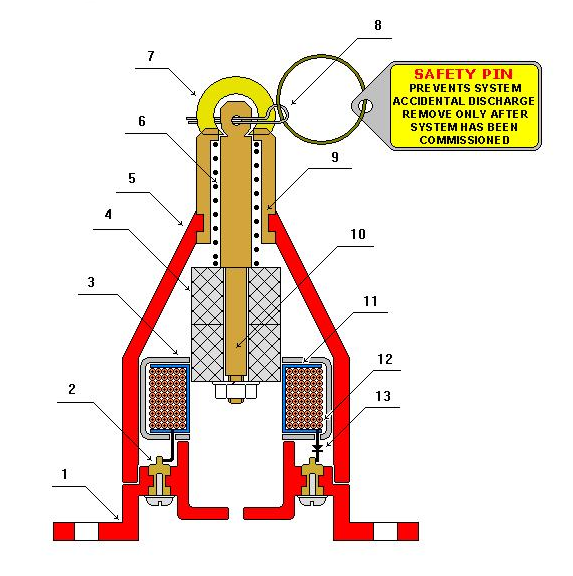 8
7
SAFETY PIN
PREVENTS SYSTEM
ACCIDENTAL DISCHARGE
REMOVE ONLY AFTER
SYSTEM HAS BEEN
COMMISSIONED
6
9
5
4
10
3
11
12
2
13
1